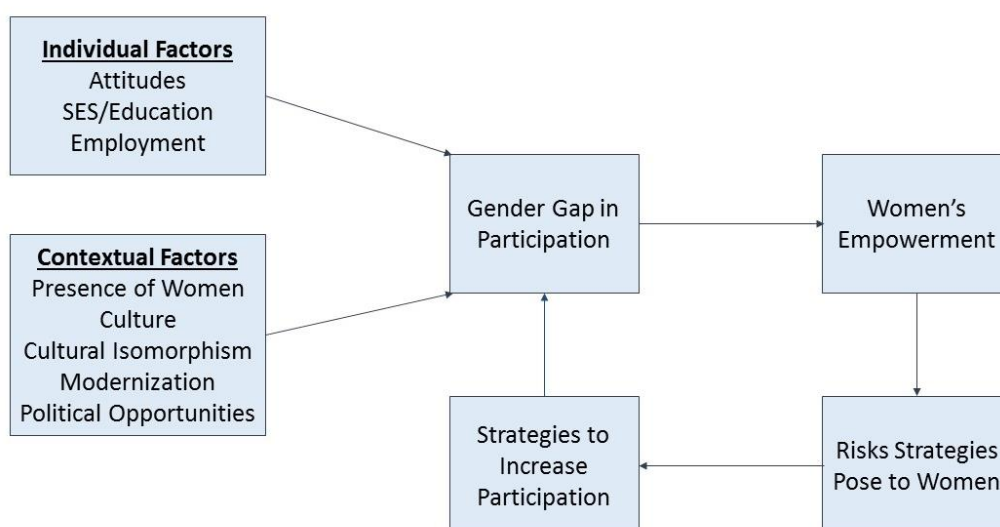 Individual Factors
Attitudes
SES/Education
Employment
Contextual Factors
Presence of Women
Culture
Cultural Isomorphism
Modernization
Political Opportunities
Gender Gap in
Participation
Women’s
Empowerment
Strategies to
Increase
Participation
Risks Strategies
Pose to Women